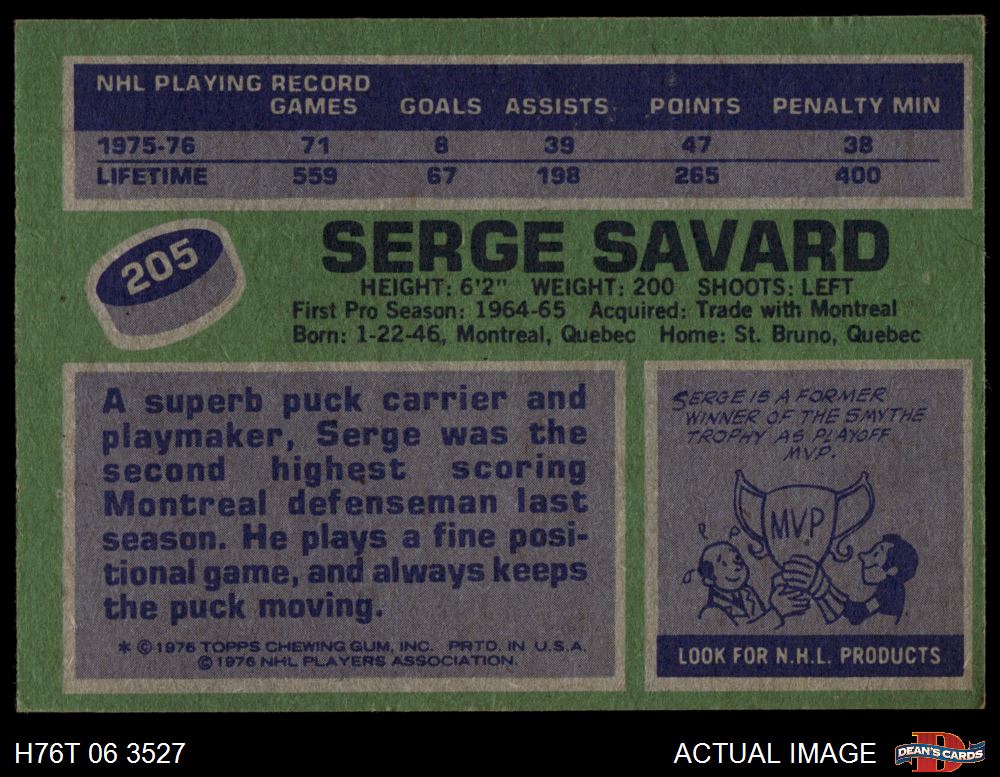 NHL PLAYING RECORD
GAMES GOALS ASSISTS POINTS PENALTY MIN
1975-76 71 8 39 47 38
LIFETIME 559 67 198 265 400
205
SERGE SAVARD
HEIGHT: 6'2" WEIGHT: 200 SHOOTS: LEFT
First Pro Season: 1964-65 Acquired: Trade with Montreal
Born: 1-22-46, Montreal, Quebec Home: St. Bruno, Quebec
A superb puck carrier and
playmaker, Serge was the
second highest scoring
Montreal defenseman last
season. He plays a fine posi-
tional game, and always keeps
the puck moving.
* © 1976 TOPPS CHEWING GUM, INC. PRTD. IN U.S.A.
© 1976 NHL PLAYERS ASSOCIATION.
SERGE IS A FORMER
WINNER OF THE SMYTHE
TROPHY AS PLAYOFF
MVP.
MVP
LOOK FOR N.H.L. PRODUCTS
H76T 06 3527
ACTUAL IMAGE
D
DEAN'S CARDS